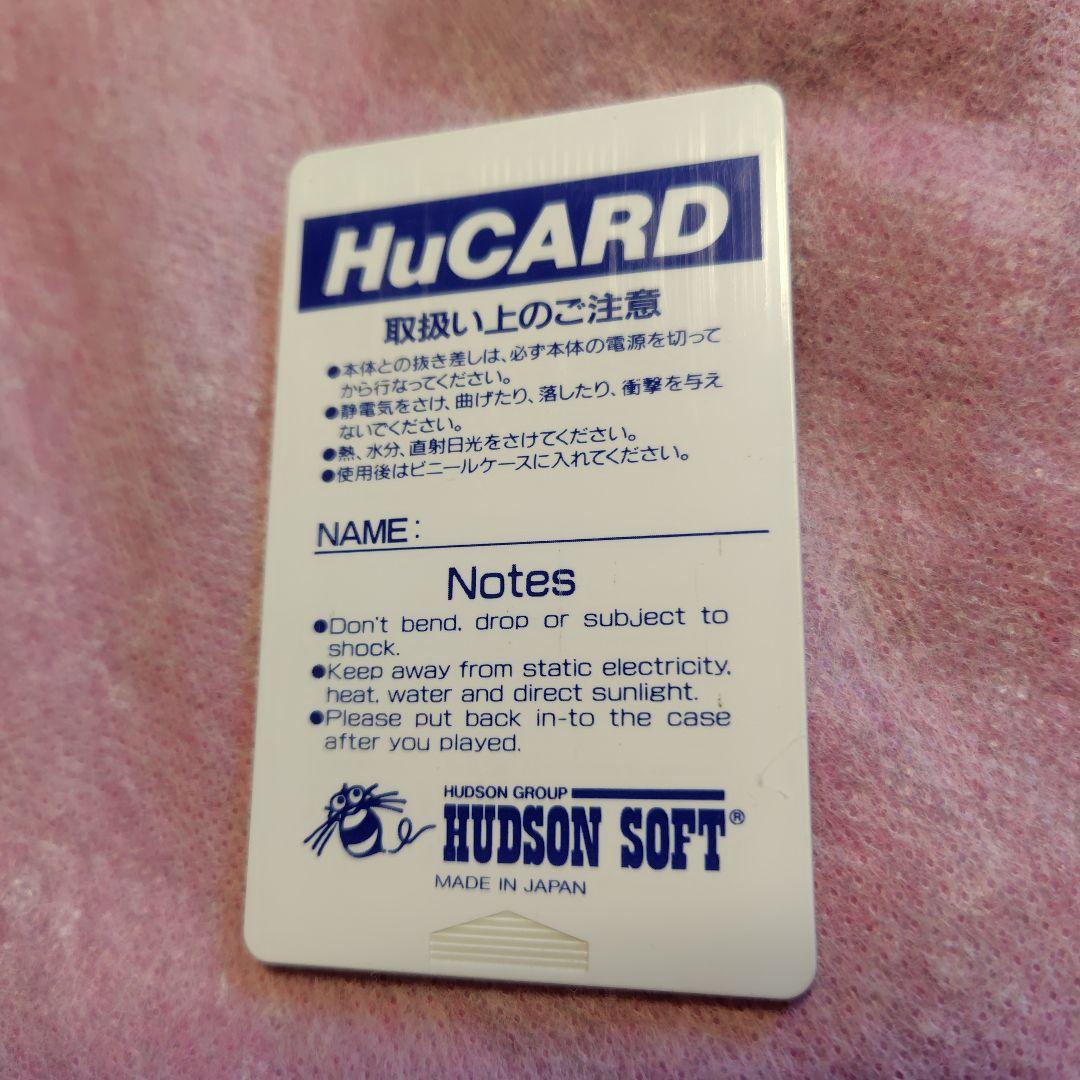 HuCARD
取扱い上のご注意
●本体との抜き差しは、必ず本体の電源を切って
から行なってください。
●静電気をさけ、曲げたり、落したり、衝撃を与え
ないでください。
●熱、水分、直射日光をさけてください。
●使用後はビニールケースに入れてください。
NAME:
Notes
●Don't bend, drop or subject to
shock.
●Keep away from static electricity,
heat, water and direct sunlight.
●Please put back in-to the case
after you played.
HUDSON GROUP
HUDSON SOFT®
MADE IN JAPAN